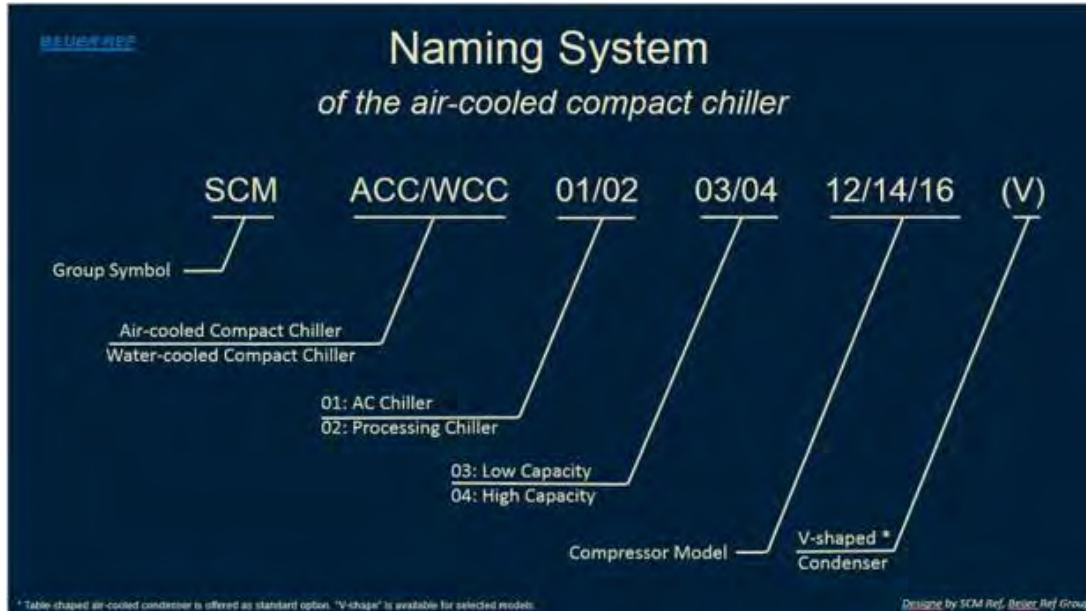 BEIJER REF
Naming System
of the air-cooled compact chiller
SCM ACC/WCC 01/02 03/04 12/14/16 (V)
Group Symbol
Air-cooled Compact Chiller
Water-cooled Compact Chiller
01: AC Chiller
02: Processing Chiller
03: Low Capacity
04: High Capacity
Compressor Model
V-shaped *
Condenser
* Table-shaped air-cooled condenser is offered as standard option. "V-shape" is available for selected models
Designe by SCM Ref, Beijer Ref Group